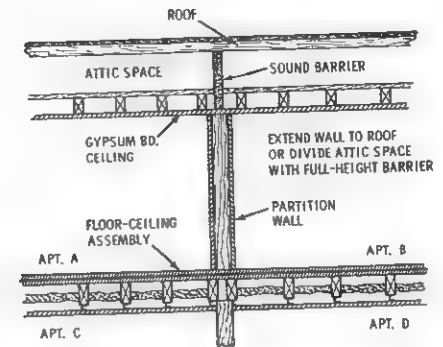 ROOF
ATTIC SPACE
SOUND BARRIER
GYPSUM BD.
CEILING
EXTEND WALL TO ROOF
OR DIVIDE ATTIC SPACE
WITH FULL-HEIGHT BARRIER
PARTITION
WALL
FLOOR-CEILING
ASSEMBLY
APT. A
APT. B
APT. C
APT. D